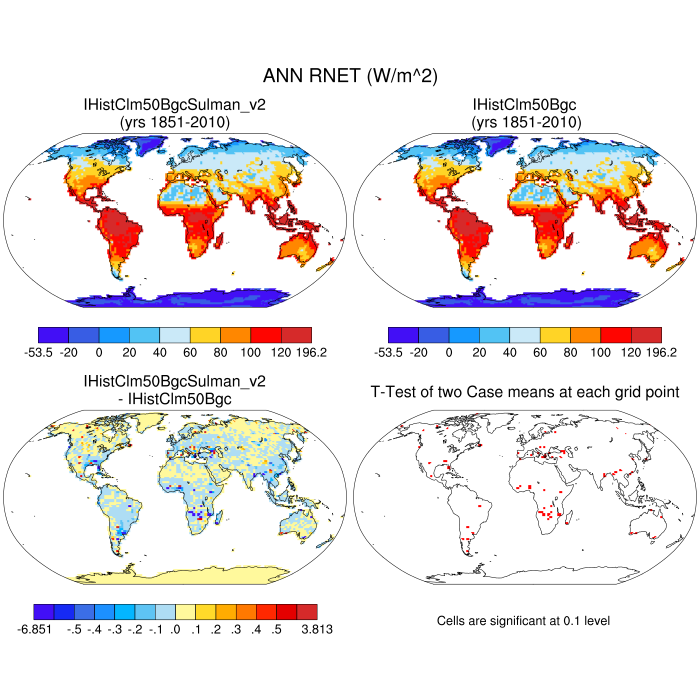 ANN RNET (W/m^2)
IHistClm50BgcSulman_v2
(yrs 1851-2010)
IHistClm50Bgc
(yrs 1851-2010)
-53.5 -20 0 20 40 60 80 100 120 196.2
-53.5 -20 0 20 40 60 80 100 120 196.2
IHistClm50BgcSulman_v2
- IHistClm50Bgc
T-Test of two Case means at each grid point
-6.851 -.5 -.4 -.3 -.2 -.1 .0 .1 .2 .3 .4 .5 3.813
Cells are significant at 0.1 level